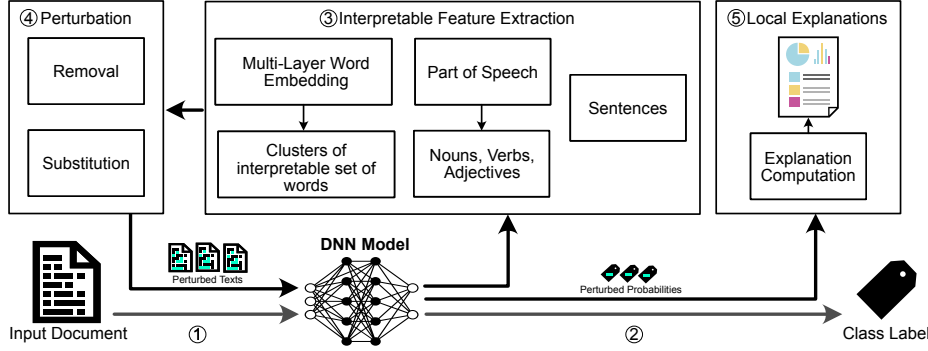 ④Perturbation
Removal
Substitution
③Interpretable Feature Extraction
Multi-Layer Word
Embedding
Clusters of
interpretable set of
words
Part of Speech
Nouns, Verbs,
Adjectives
Sentences
⑤Local Explanations
Explanation
Computation
DNN Model
Perturbed Texts
Perturbed Probabilities
Input Document
①
②
Class Label